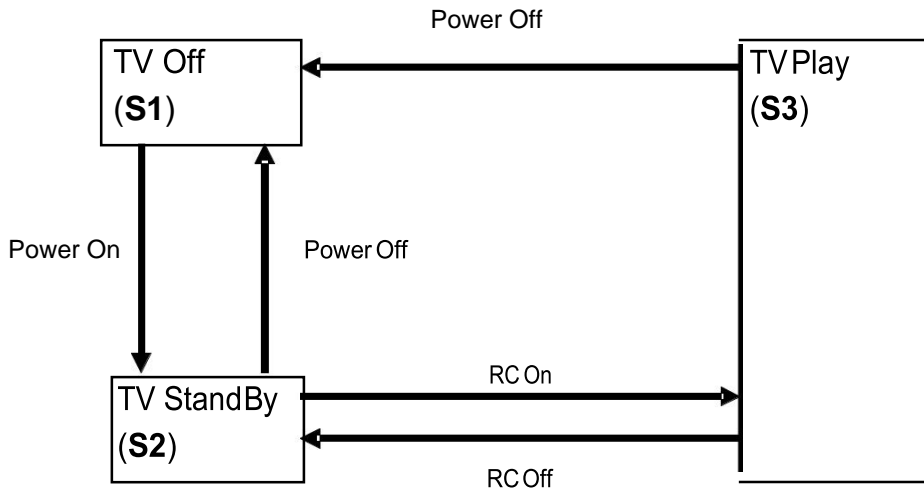 Power Off
TV Off
(S1)
TV Play
(S3)
Power On
Power Off
RC On
TV StandBy
(S2)
RC Off